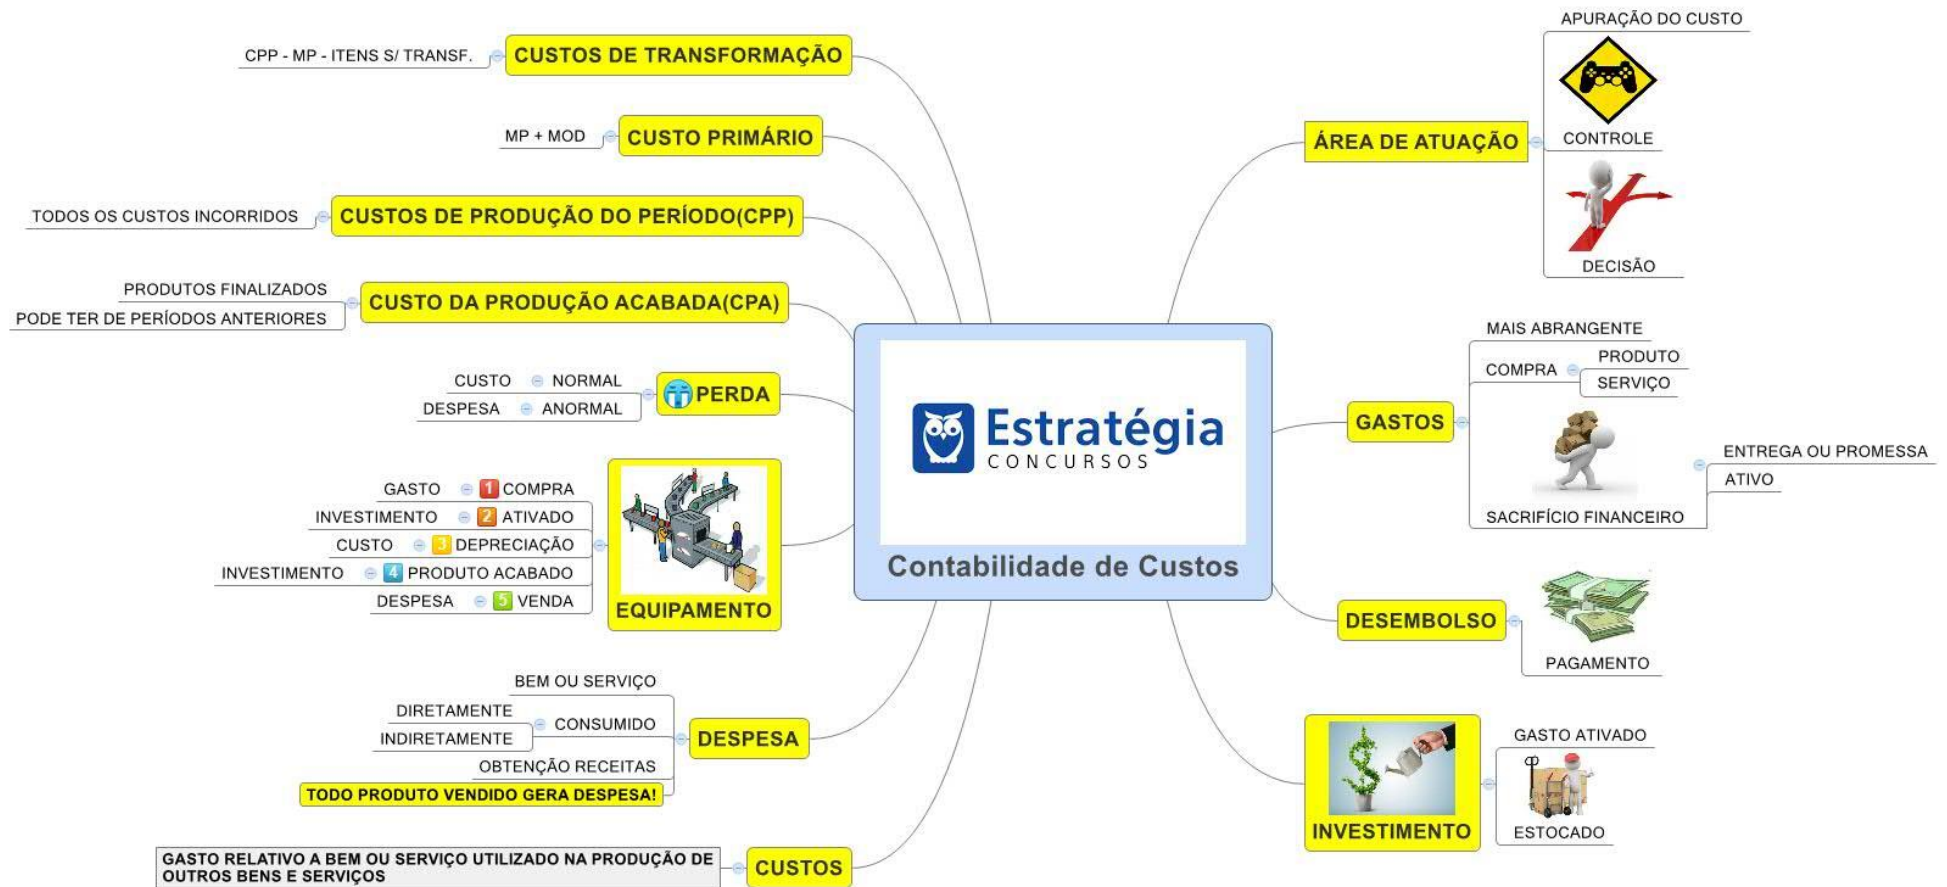 CPP - MP - ITENS S/ TRANSF.
CUSTOS DE TRANSFORMAÇÃO
MP + MOD
CUSTO PRIMÁRIO
TODOS OS CUSTOS INCORRIDOS
CUSTOS DE PRODUÇÃO DO PERÍODO(CPP)
PRODUTOS FINALIZADOS
PODE TER DE PERÍODOS ANTERIORES
CUSTO DA PRODUÇÃO ACABADA(CPA)
CUSTO NORMAL
DESPESA ANORMAL
PERDA
GASTO 1 COMPRA
INVESTIMENTO 2 ATIVADO
CUSTO 3 DEPRECIAÇÃO
INVESTIMENTO 4 PRODUTO ACABADO
DESPESA 5 VENDA
EQUIPAMENTO
BEM OU SERVIÇO
DIRETAMENTE
INDIRETAMENTE
CONSUMIDO
OBTENÇÃO RECEITAS
TODO PRODUTO VENDIDO GERA DESPESA!
DESPESA
GASTO RELATIVO A BEM OU SERVIÇO UTILIZADO NA PRODUÇÃO DE
OUTROS BENS E SERVIÇOS
CUSTOS
Estratégia
CONCURSOS
Contabilidade de Custos
ÁREA DE ATUAÇÃO
APURAÇÃO DO CUSTO
CONTROLE
DECISÃO
GASTOS
MAIS ABRANGENTE
COMPRA
PRODUTO
SERVIÇO
SACRIFÍCIO FINANCEIRO
ENTREGA OU PROMESSA
ATIVO
DESEMBOLSO
PAGAMENTO
INVESTIMENTO
GASTO ATIVADO
ESTOCADO